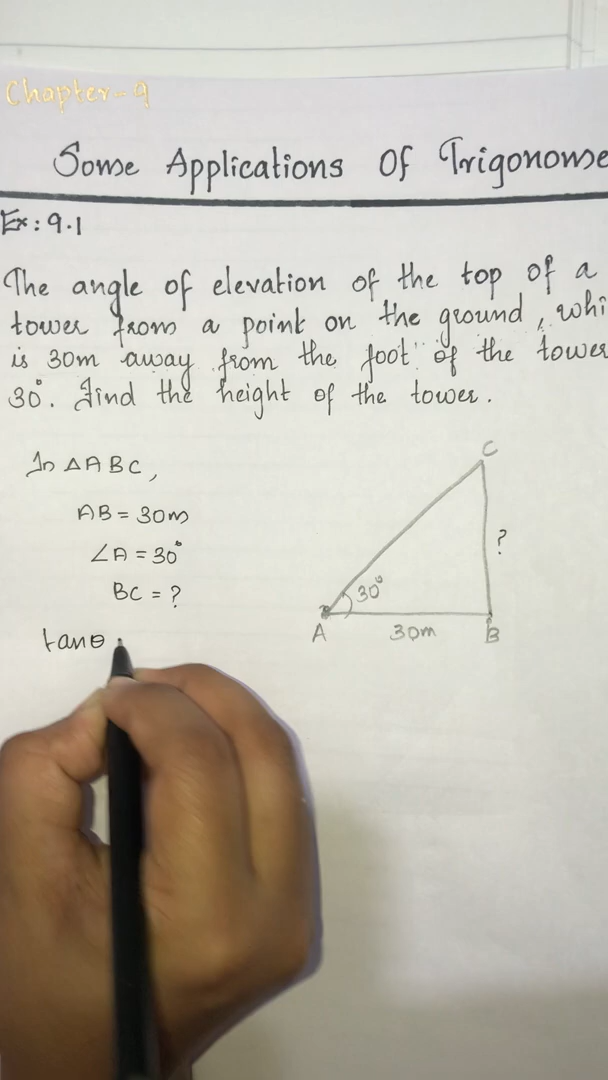 Chapter-9
Some Applications Of Trigonome
Ex: 9.1
The angle of elevation of the top of a
tower from a point on the ground, whi
is 30m away from the foot of the tower
30°. Find the height of the tower.
In △ABC,
AB = 30m
∠A = 30°
BC = ?
tanθ
C
?
30°
A
30m
B